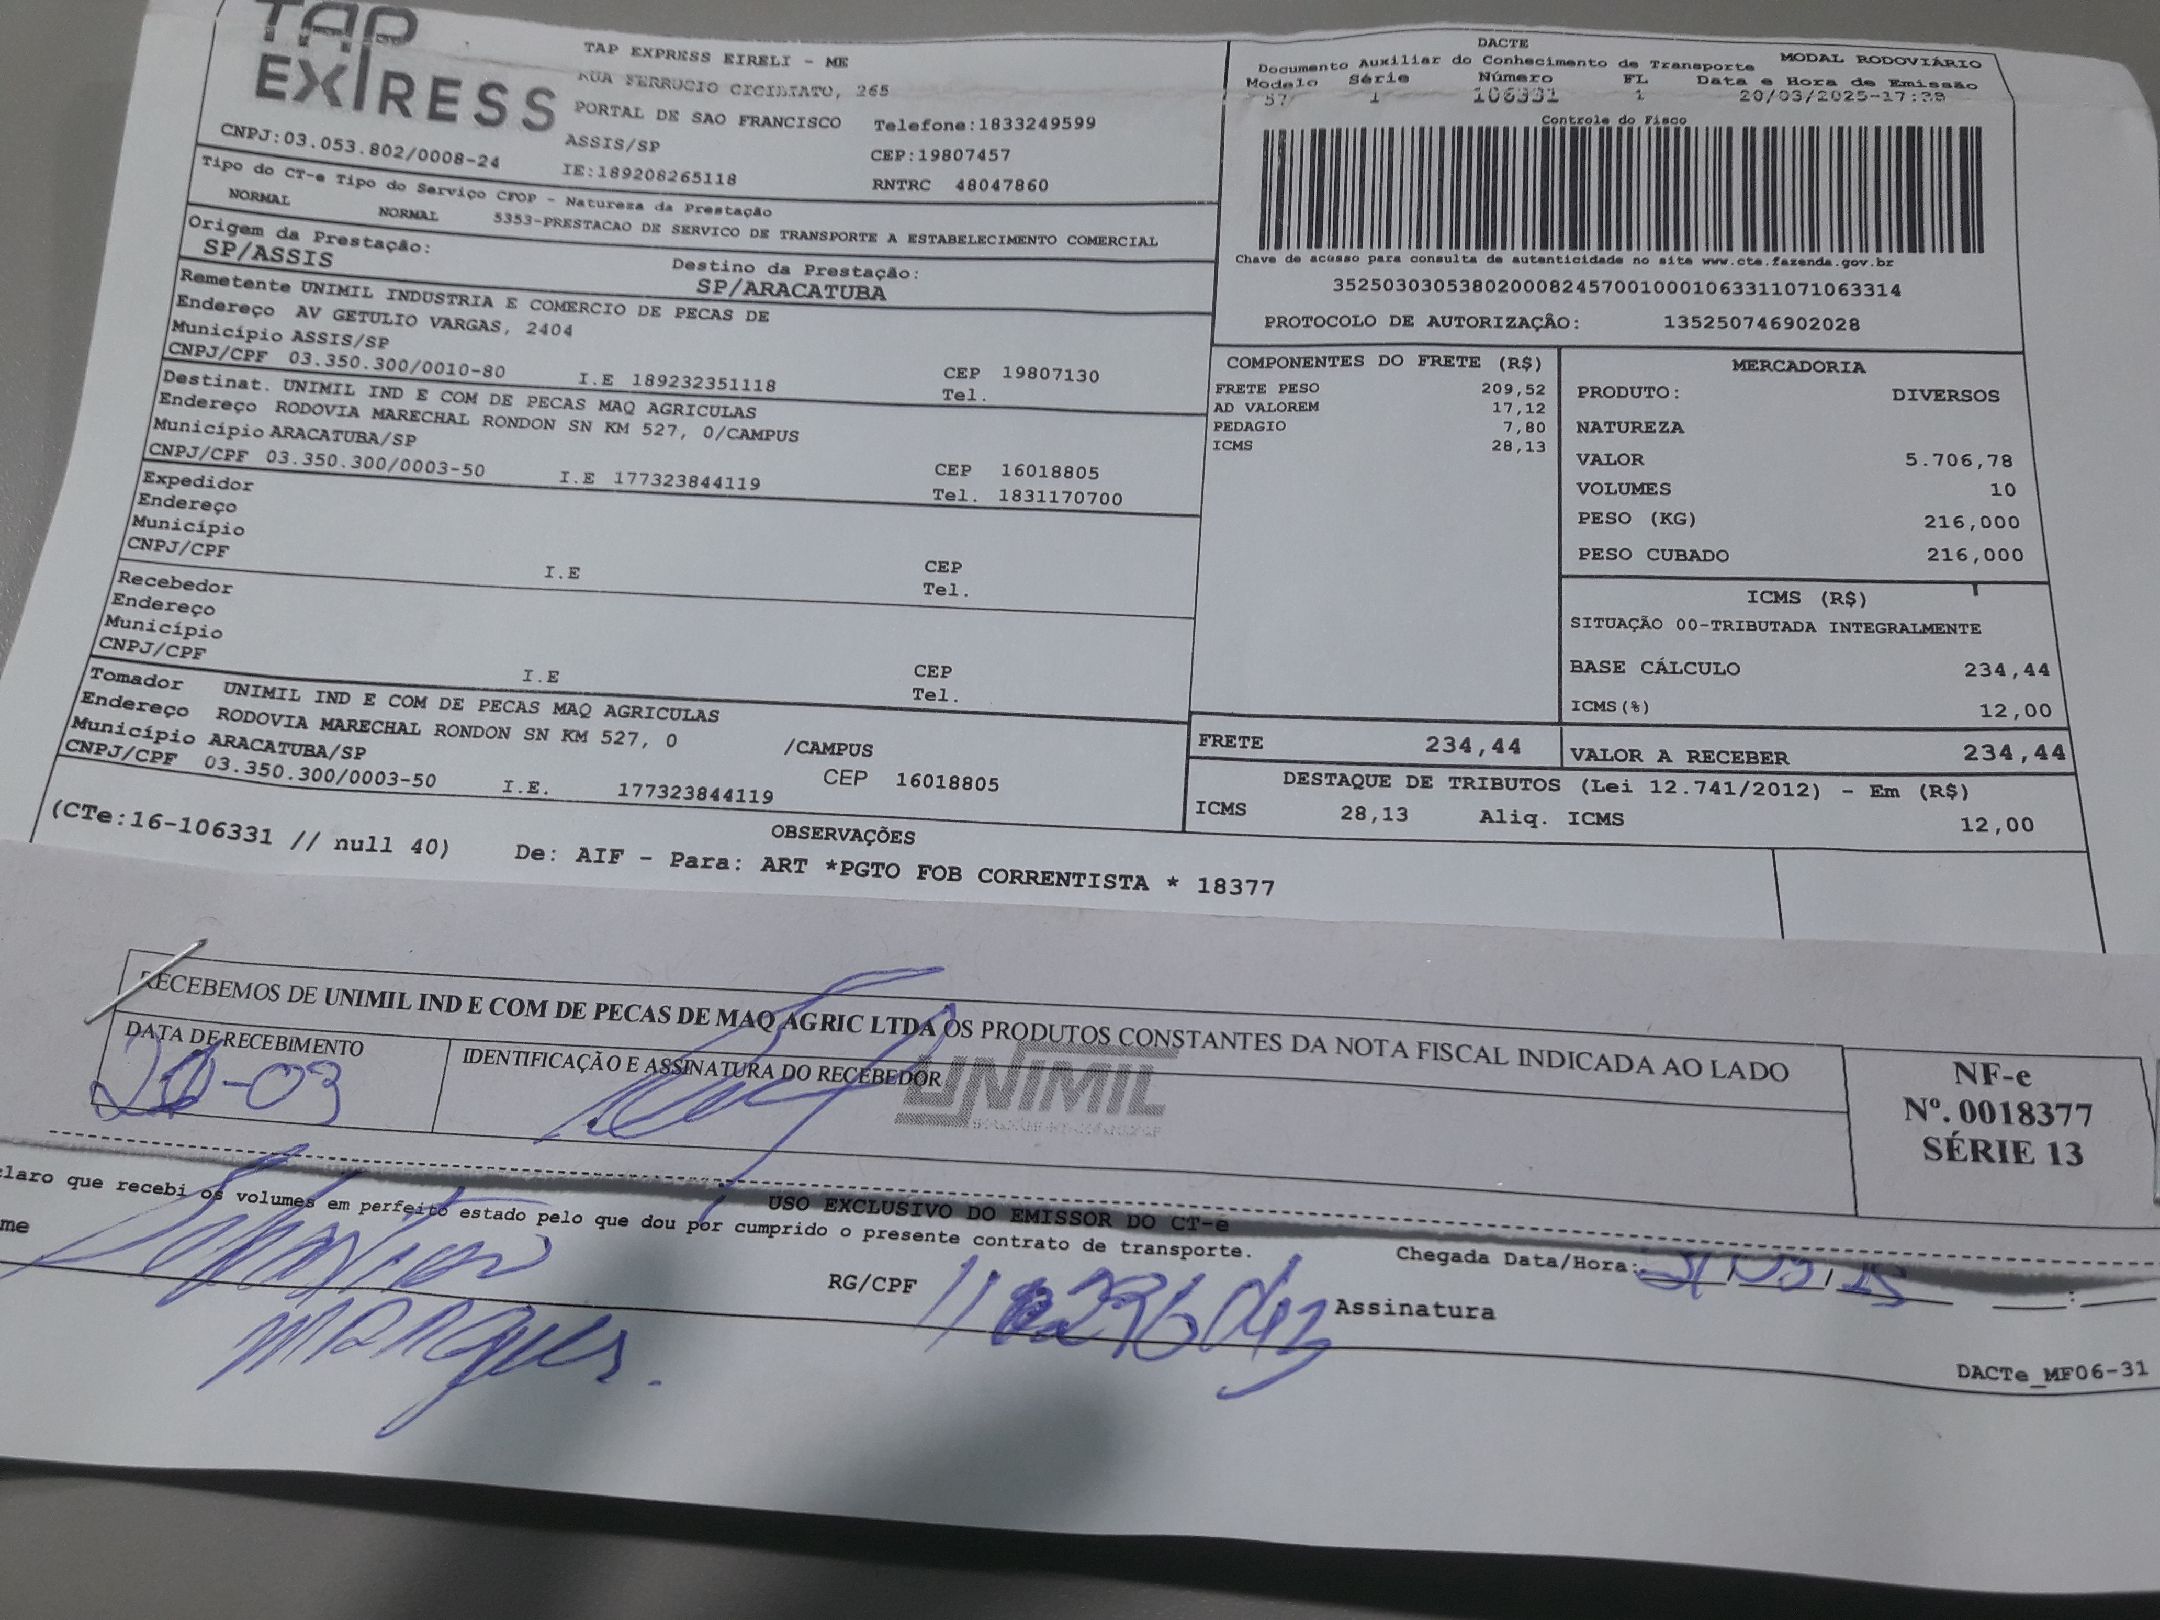 TAP EXPRESS
TAP EXPRESS EIRELI - ME
RUA FERRUCIO CICILIATO, 265
PORTAL DE SAO FRANCISCO Telefone:1833249599
ASSIS/SP CEP:19807457
CNPJ:03.053.802/0008-24 IE:189208265118 RNTRC 48047860
Tipo do CT-e Tipo do Serviço CFOP - Natureza da Prestação
NORMAL NORMAL 5353-PRESTACAO DE SERVICO DE TRANSPORTE A ESTABELECIMENTO COMERCIAL
Origem da Prestação: Destino da Prestação:
SP/ASSIS SP/ARACATUBA
Remetente UNIMIL INDUSTRIA E COMERCIO DE PECAS DE
Endereço AV GETULIO VARGAS, 2404
Município ASSIS/SP CEP 19807130
CNPJ/CPF 03.350.300/0010-80 I.E 189232351118 Tel.
Destinat. UNIMIL IND E COM DE PECAS MAQ AGRICULAS
Endereço RODOVIA MARECHAL RONDON SN KM 527, 0/CAMPUS
Município ARACATUBA/SP CEP 16018805
CNPJ/CPF 03.350.300/0003-50 I.E 177323844119 Tel. 1831170700
Expedidor
Endereço
Município CEP
CNPJ/CPF I.E Tel.
Recebedor
Endereço
Município CEP
CNPJ/CPF I.E Tel.
Tomador UNIMIL IND E COM DE PECAS MAQ AGRICULAS
Endereço RODOVIA MARECHAL RONDON SN KM 527, 0 /CAMPUS
Município ARACATUBA/SP CEP 16018805
CNPJ/CPF 03.350.300/0003-50 I.E. 177323844119
DACTE MODAL RODOVIÁRIO
Documento Auxiliar do Conhecimento de Transporte
Modelo Série Número FL Data e Hora de Emissão
57 1 106331 1 20/03/2025-17:38
Controle do Fisco
Chave de acesso para consulta de autenticidade no site www.cte.fazenda.gov.br
35250303053802000824570010001063311071063314
PROTOCOLO DE AUTORIZAÇÃO: 135250746902028
COMPONENTES DO FRETE (R$)
FRETE PESO 209,52
AD VALOREM 17,12
PEDAGIO 7,80
ICMS 28,13
MERCADORIA
PRODUTO: DIVERSOS
NATUREZA
VALOR 5.706,78
VOLUMES 10
PESO (KG) 216,000
PESO CUBADO 216,000
ICMS (R$)
SITUAÇÃO 00-TRIBUTADA INTEGRALMENTE
BASE CÁLCULO 234,44
ICMS(%) 12,00
FRETE 234,44 VALOR A RECEBER 234,44
DESTAQUE DE TRIBUTOS (Lei 12.741/2012) - Em (R$)
ICMS 28,13 Aliq. ICMS 12,00
OBSERVAÇÕES
(CTe:16-106331 // null 40) De: AIF - Para: ART *PGTO FOB CORRENTISTA * 18377
RECEBEMOS DE UNIMIL IND E COM DE PECAS DE MAQ AGRIC LTDA OS PRODUTOS CONSTANTES DA NOTA FISCAL INDICADA AO LADO
DATA DE RECEBIMENTO IDENTIFICAÇÃO E ASSINATURA DO RECEBEDOR
UNIMIL
NF-e
Nº. 0018377
SÉRIE 13
USO EXCLUSIVO DO EMISSOR DO CT-e
claro que recebi os volumes em perfeito estado pelo que dou por cumprido o presente contrato de transporte.
me RG/CPF Assinatura Chegada Data/Hora:
Marques.
DACTe_MF06-31